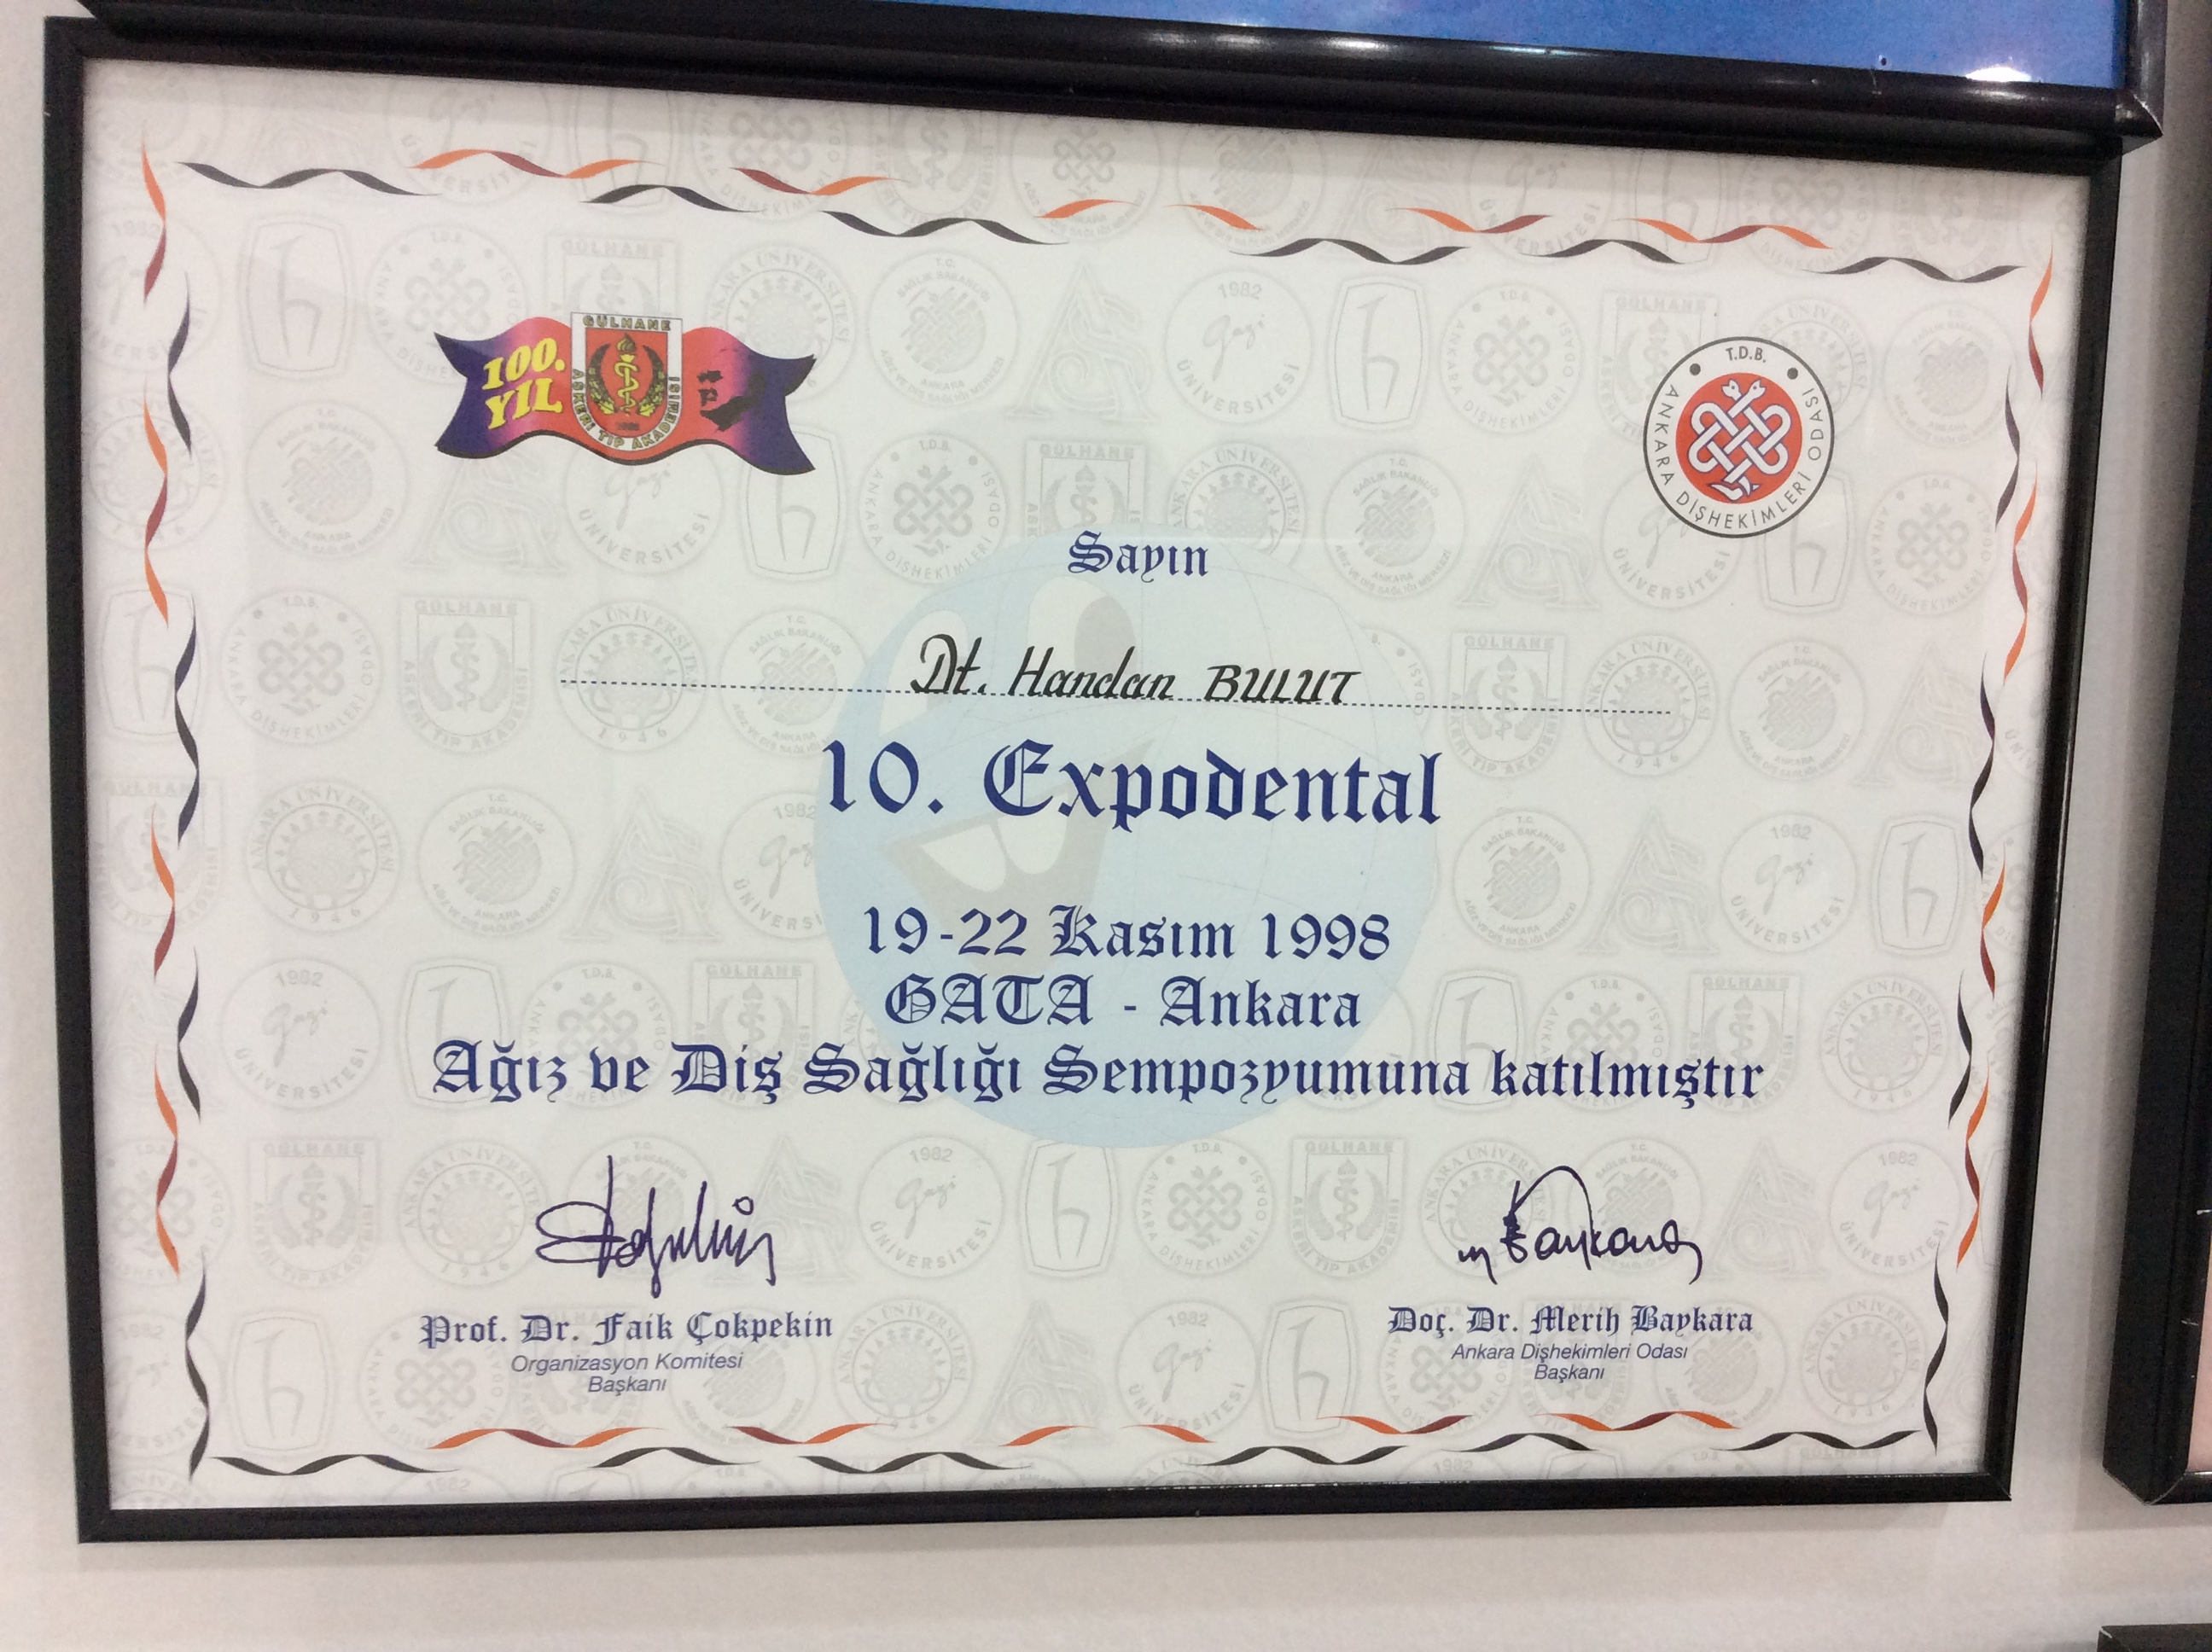 100.
YIL
GÜLHANE
ASKERİ TIP AKADEMİSİ
T.D.B.
ANKARA DİŞHEKİMLERİ ODASI
Sayın
Dt. Handan BULUT
10. Expodental
19-22 Kasım 1998
GATA - Ankara
Ağız ve Diş Sağlığı Sempozyumuna katılmıştır
Prof. Dr. Faik Çokpekin
Organizasyon Komitesi
Başkanı
Doç. Dr. Merih Baykara
Ankara Dişhekimleri Odası
Başkanı